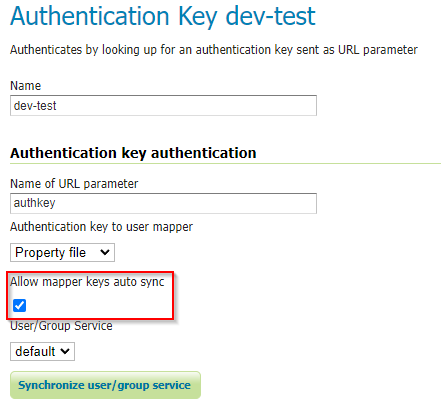 Authentication Key dev-test
Authenticates by looking up for an authentication key sent as URL parameter
Name
dev-test
Authentication key authentication
Name of URL parameter
authkey
Authentication key to user mapper
Property file
Allow mapper keys auto sync
User/Group Service
default
Synchronize user/group service